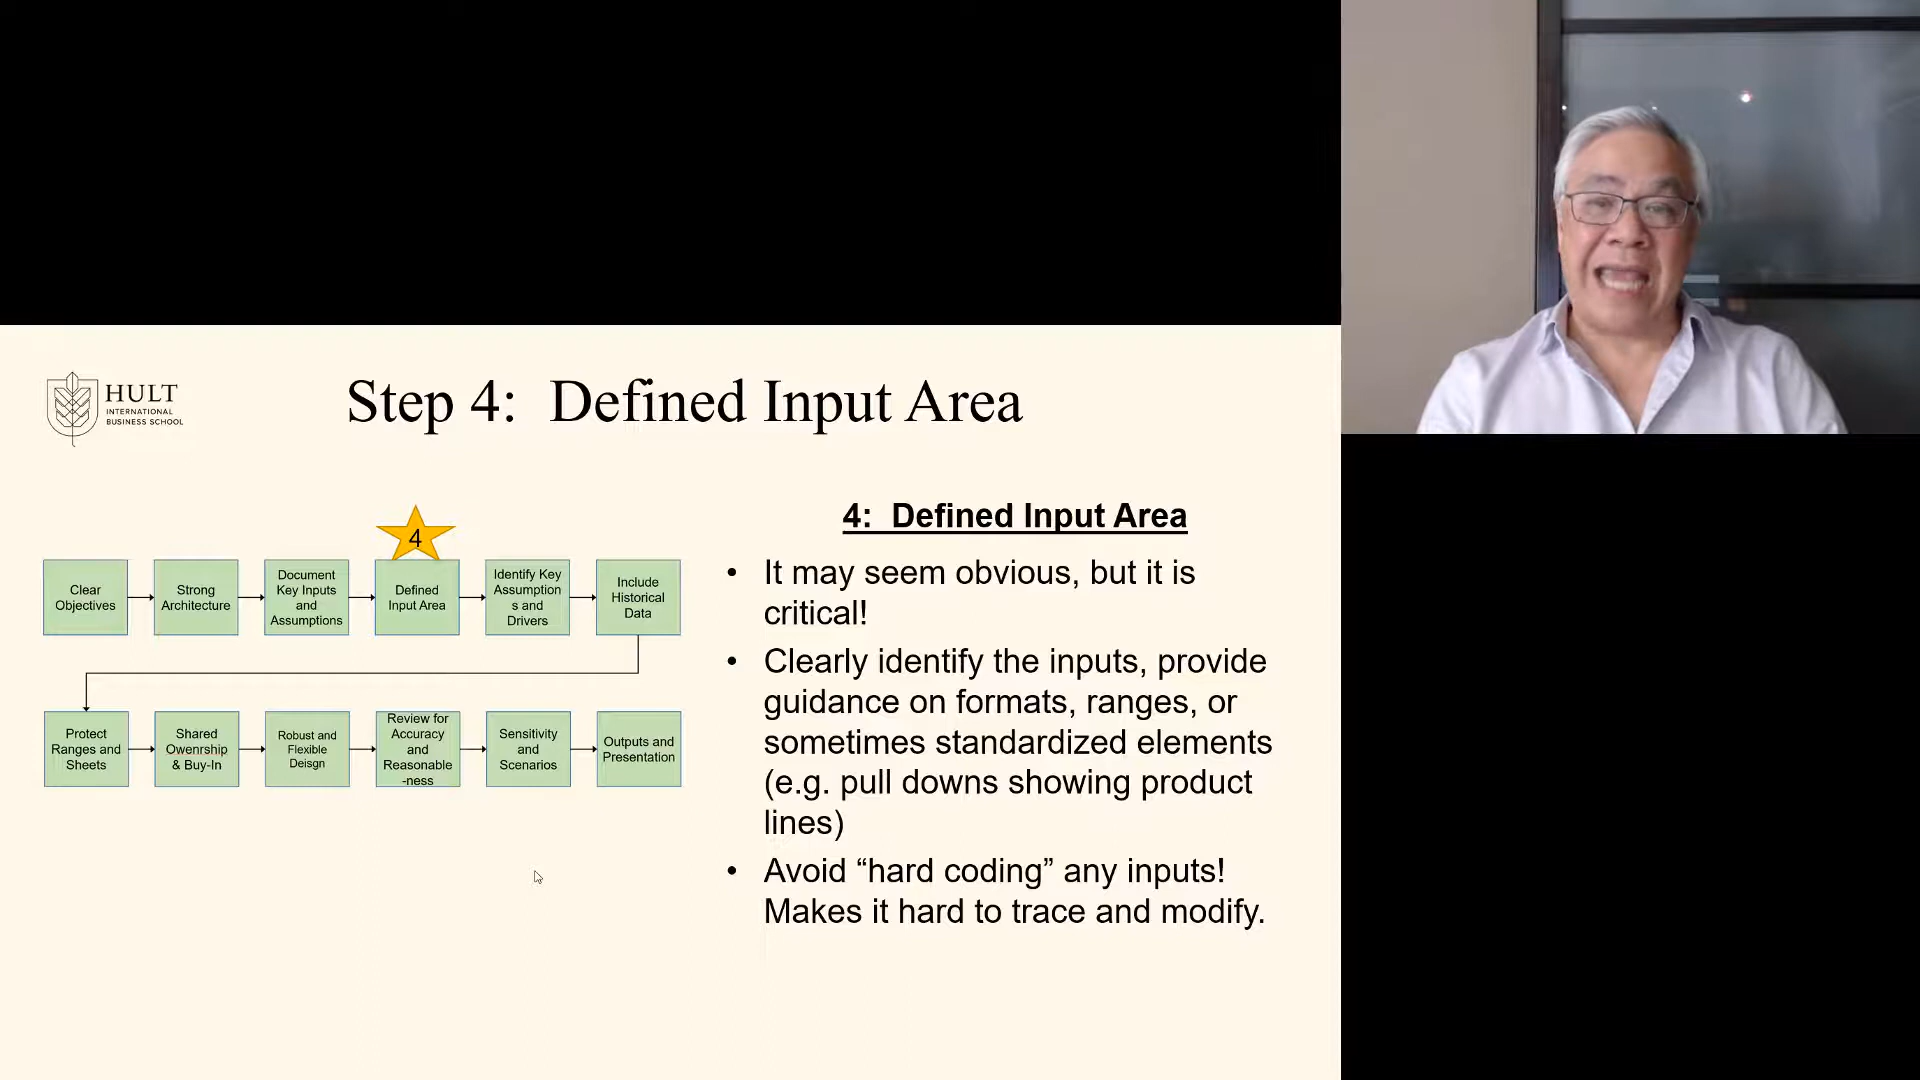 HULT
INTERNATIONAL
BUSINESS SCHOOL
Step 4: Defined Input Area
4
Clear
Objectives
Strong
Architecture
Document
Key Inputs
and
Assumptions
Defined
Input Area
Identify Key
Assumption
s and
Drivers
Include
Historical
Data
Protect
Ranges and
Sheets
Shared
Ownrship
& Buy-In
Robust and
Flexible
Deisgn
Review for
Accuracy
and
Reasonable
-ness
Sensitivity
and
Scenarios
Outputs and
Presentation
4: Defined Input Area
• It may seem obvious, but it is
critical!
• Clearly identify the inputs, provide
guidance on formats, ranges, or
sometimes standardized elements
(e.g. pull downs showing product
lines)
• Avoid “hard coding” any inputs!
Makes it hard to trace and modify.